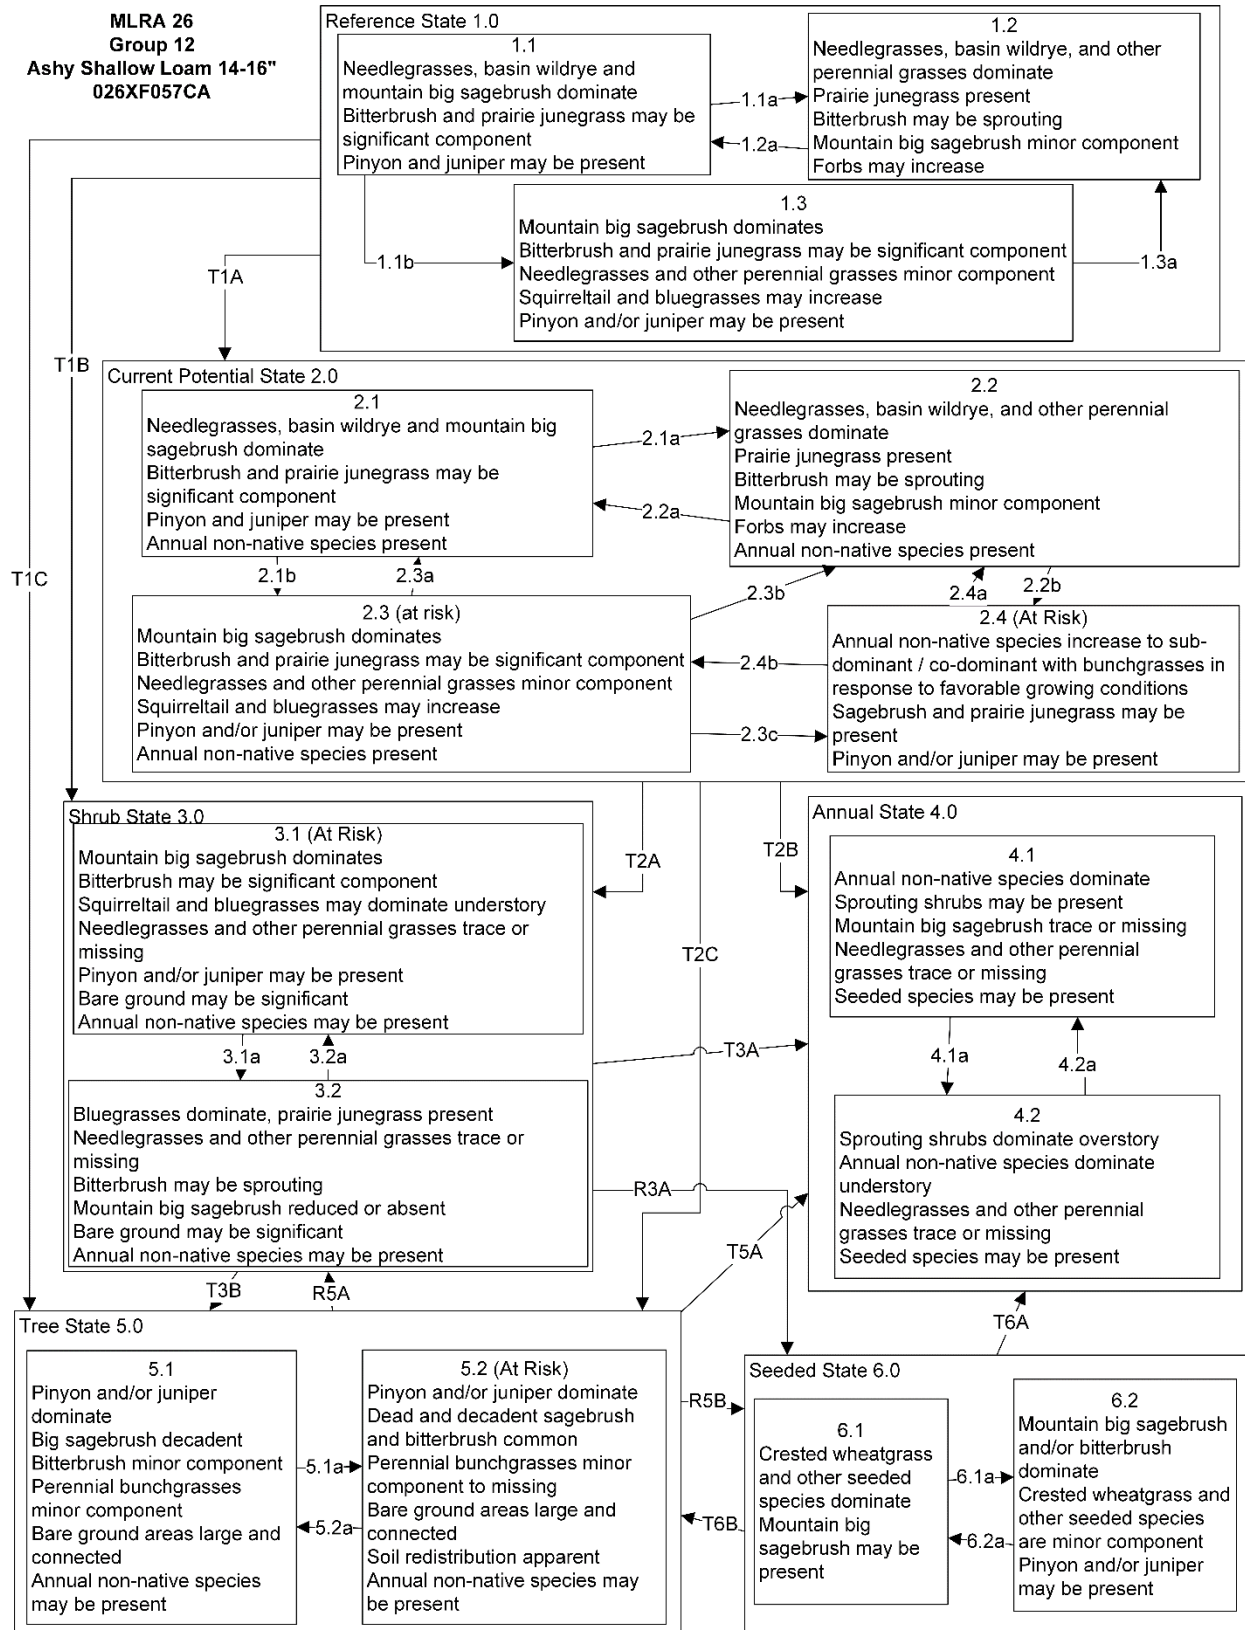 MLRA 26
Group 12
Ashy Shallow Loam 14-16"
026XF057CA
Reference State 1.0
1.1
Needlegrasses, basin wildrye and
mountain big sagebrush dominate
Bitterbrush and prairie junegrass may be
significant component
Pinyon and juniper may be present
1.1a
1.2a
1.2
Needlegrasses, basin wildrye, and other
perennial grasses dominate
Prairie junegrass present
Bitterbrush may be sprouting
Mountain big sagebrush minor component
Forbs may increase
1.1b
1.3
Mountain big sagebrush dominates
Bitterbrush and prairie junegrass may be significant component
Needlegrasses and other perennial grasses minor component
Squirreltail and bluegrasses may increase
Pinyon and/or juniper may be present
1.3a
T1A
T1B
T1C
Current Potential State 2.0
2.1
Needlegrasses, basin wildrye and mountain big
sagebrush dominate
Bitterbrush and prairie junegrass may be
significant component
Pinyon and juniper may be present
Annual non-native species present
2.1a
2.2a
2.2
Needlegrasses, basin wildrye, and other perennial
grasses dominate
Prairie junegrass present
Bitterbrush may be sprouting
Mountain big sagebrush minor component
Forbs may increase
Annual non-native species present
2.1b
2.3a
2.3b
2.4a
2.2b
2.3 (at risk)
Mountain big sagebrush dominates
Bitterbrush and prairie junegrass may be significant component
Needlegrasses and other perennial grasses minor component
Squirreltail and bluegrasses may increase
Pinyon and/or juniper may be present
Annual non-native species present
2.4b
2.3c
2.4 (At Risk)
Annual non-native species increase to sub-
dominant / co-dominant with bunchgrasses in
response to favorable growing conditions
Sagebrush and prairie junegrass may be
present
Pinyon and/or juniper may be present
T2A
T2B
T2C
Shrub State 3.0
3.1 (At Risk)
Mountain big sagebrush dominates
Bitterbrush may be significant component
Squirreltail and bluegrasses may dominate understory
Needlegrasses and other perennial grasses trace or
missing
Pinyon and/or juniper may be present
Bare ground may be significant
Annual non-native species may be present
3.1a
3.2a
3.2
Bluegrasses dominate, prairie junegrass present
Needlegrasses and other perennial grasses trace or
missing
Bitterbrush may be sprouting
Mountain big sagebrush reduced or absent
Bare ground may be significant
Annual non-native species may be present
T3A
R3A
T3B
R5A
T5A
Annual State 4.0
4.1
Annual non-native species dominate
Sprouting shrubs may be present
Mountain big sagebrush trace or missing
Needlegrasses and other perennial
grasses trace or missing
Seeded species may be present
4.1a
4.2a
4.2
Sprouting shrubs dominate overstory
Annual non-native species dominate
understory
Needlegrasses and other perennial
grasses trace or missing
Seeded species may be present
T6A
Tree State 5.0
5.1
Pinyon and/or juniper
dominate
Big sagebrush decadent
Bitterbrush minor component
Perennial bunchgrasses
minor component
Bare ground areas large and
connected
Annual non-native species
may be present
5.1a
5.2a
5.2 (At Risk)
Pinyon and/or juniper dominate
Dead and decadent sagebrush
and bitterbrush common
Perennial bunchgrasses minor
component to missing
Bare ground areas large and
connected
Soil redistribution apparent
Annual non-native species may
be present
R5B
T6B
Seeded State 6.0
6.1
Crested wheatgrass
and other seeded
species dominate
Mountain big
sagebrush may be
present
6.1a
6.2a
6.2
Mountain big sagebrush
and/or bitterbrush
dominate
Crested wheatgrass and
other seeded species
are minor component
Pinyon and/or juniper
may be present